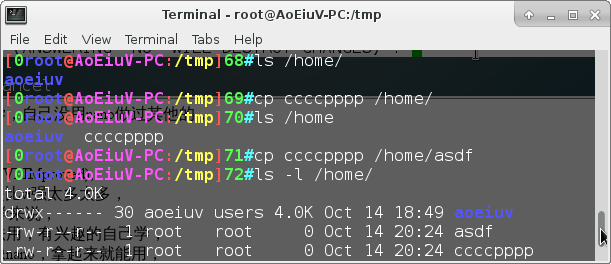 Terminal - root@AoEiuV-PC:/tmp
File Edit View Terminal Tabs Help
[0root@AoEiuV-PC:/tmp]68#ls /home/
aoeiuv
[0root@AoEiuV-PC:/tmp]69#cp ccccpppp /home/
[0root@AoEiuV-PC:/tmp]70#ls /home
aoeiuv ccccpppp
[0root@AoEiuV-PC:/tmp]71#cp ccccpppp /home/asdf
[0root@AoEiuV-PC:/tmp]72#ls -l /home/
total 4.0K
drwx------ 30 aoeiuv users 4.0K Oct 14 18:49 aoeiuv
-rw-r--r-- 1 root root 0 Oct 14 20:24 asdf
-rw-r--r-- 1 root root 0 Oct 14 20:24 ccccpppp